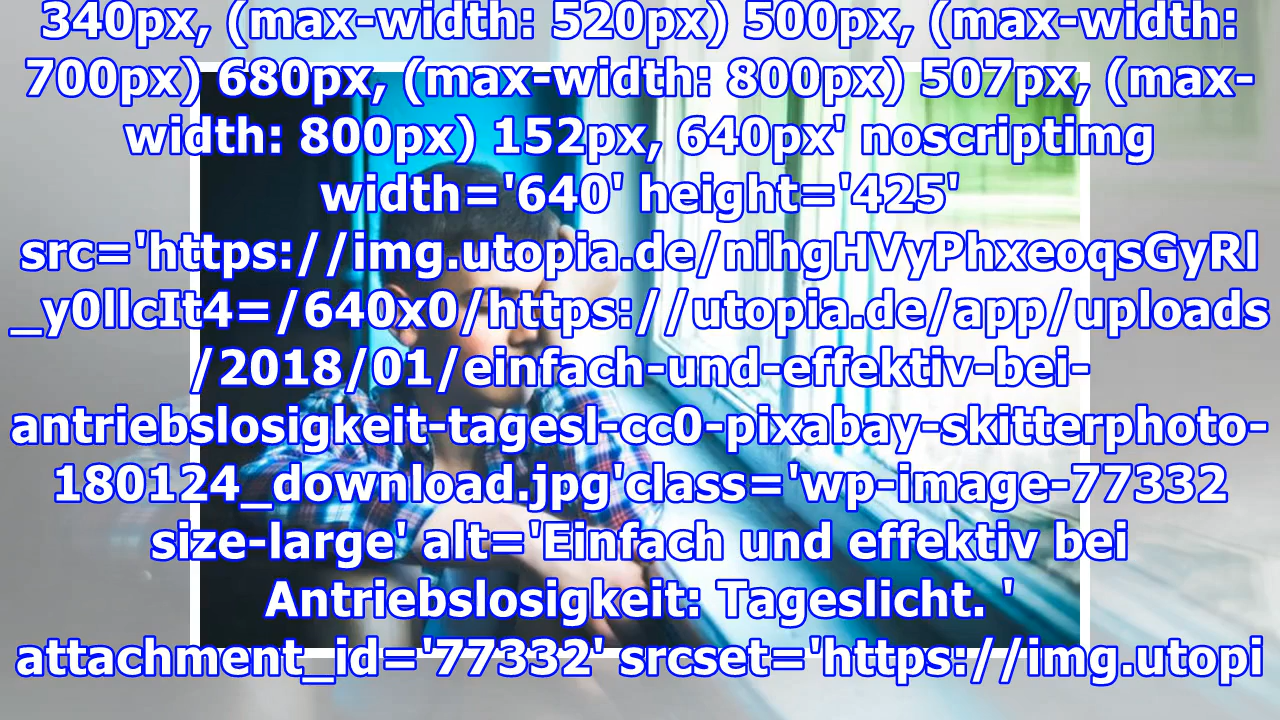 340px, (max-width: 520px) 500px, (max-width:
700px) 680px, (max-width: 800px) 507px, (max-
width: 800px) 152px, 640px' noscriptimg
width='640' height='425'
src='https://img.utopia.de/nihgHVyPhxeoqsGyRl
_y0llcIt4=/640x0/https://utopia.de/app/uploads
/2018/01/einfach-und-effektiv-bei-
antriebslosigkeit-tagesl-cc0-pixabay-skitterphoto-
180124_download.jpg'class='wp-image-77332
size-large' alt='Einfach und effektiv bei
Antriebslosigkeit: Tageslicht. '
attachment_id='77332' srcset='https://img.utopi